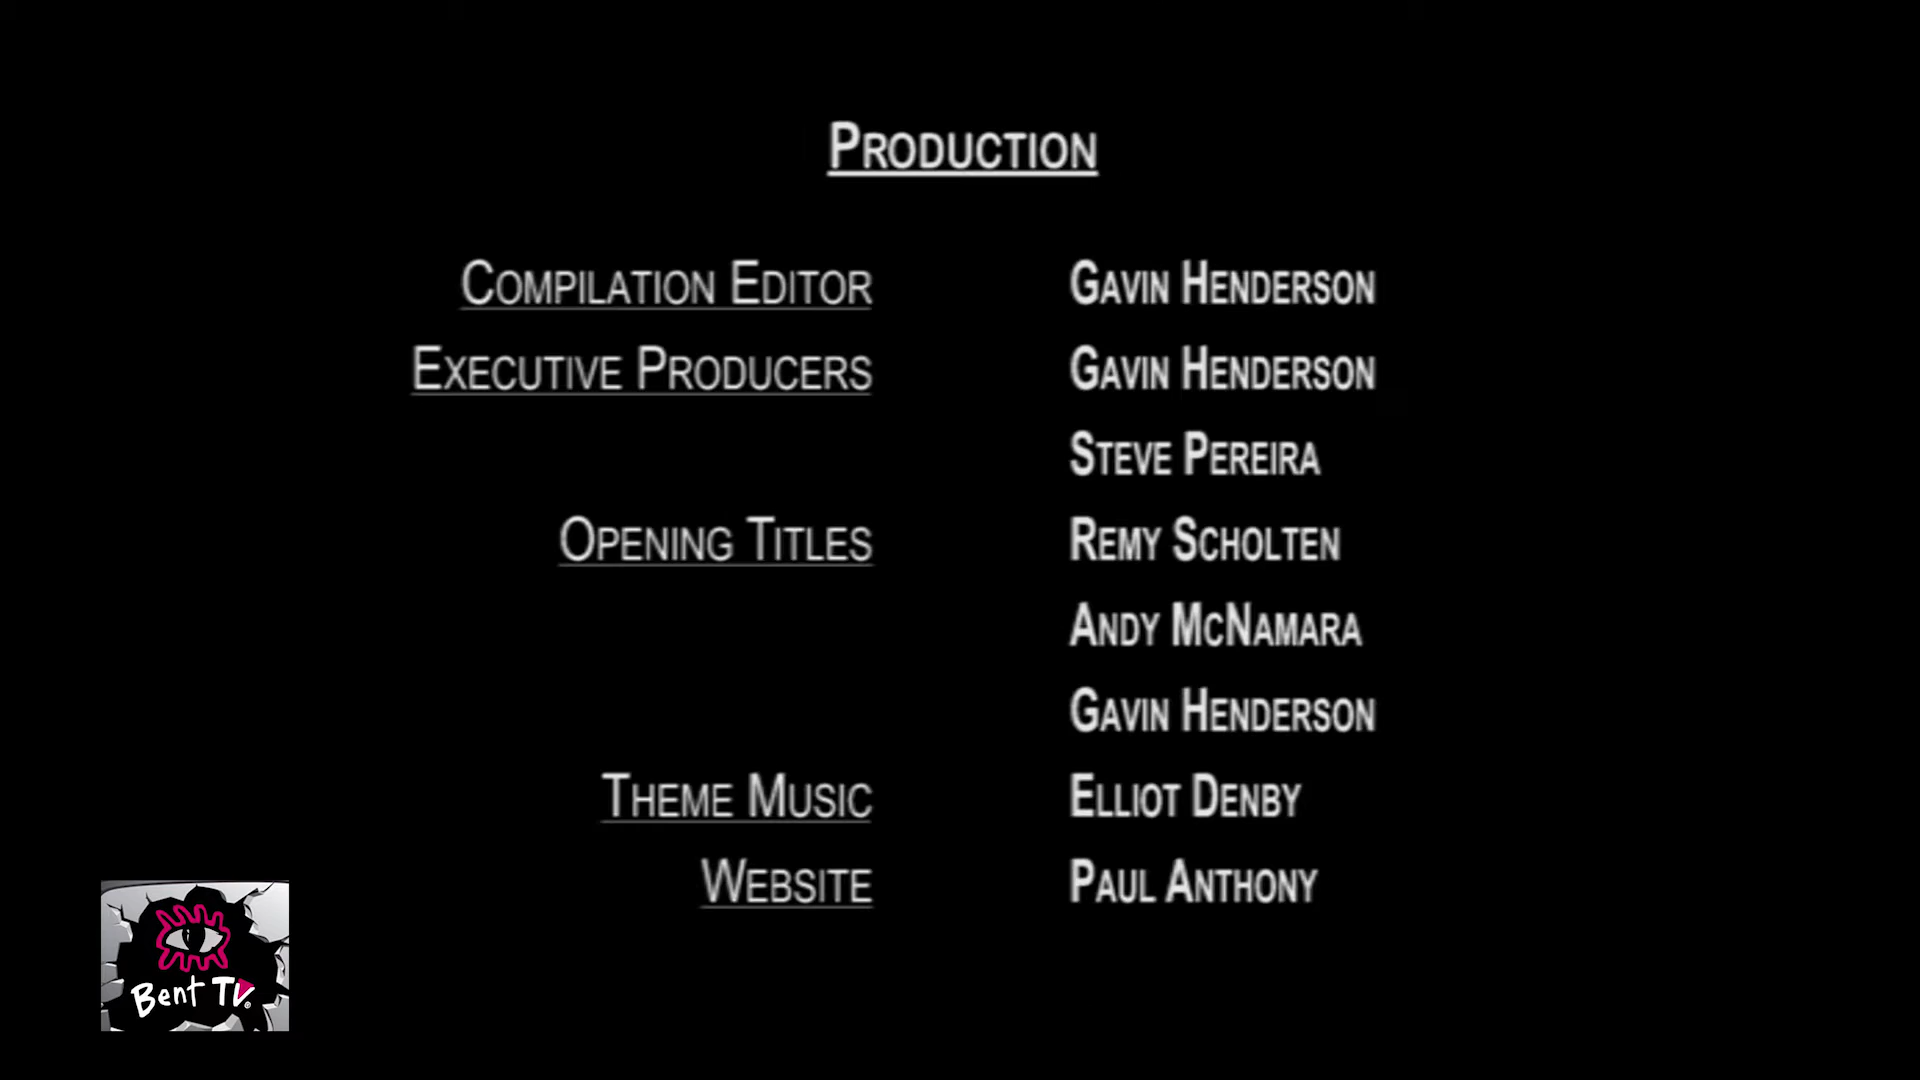 Production
Compilation Editor Gavin Henderson
Executive Producers Gavin Henderson
Steve Pereira
Opening Titles Remy Scholten
Andy McNamara
Gavin Henderson
Theme Music Elliot Denby
Website Paul Anthony
Bent TV